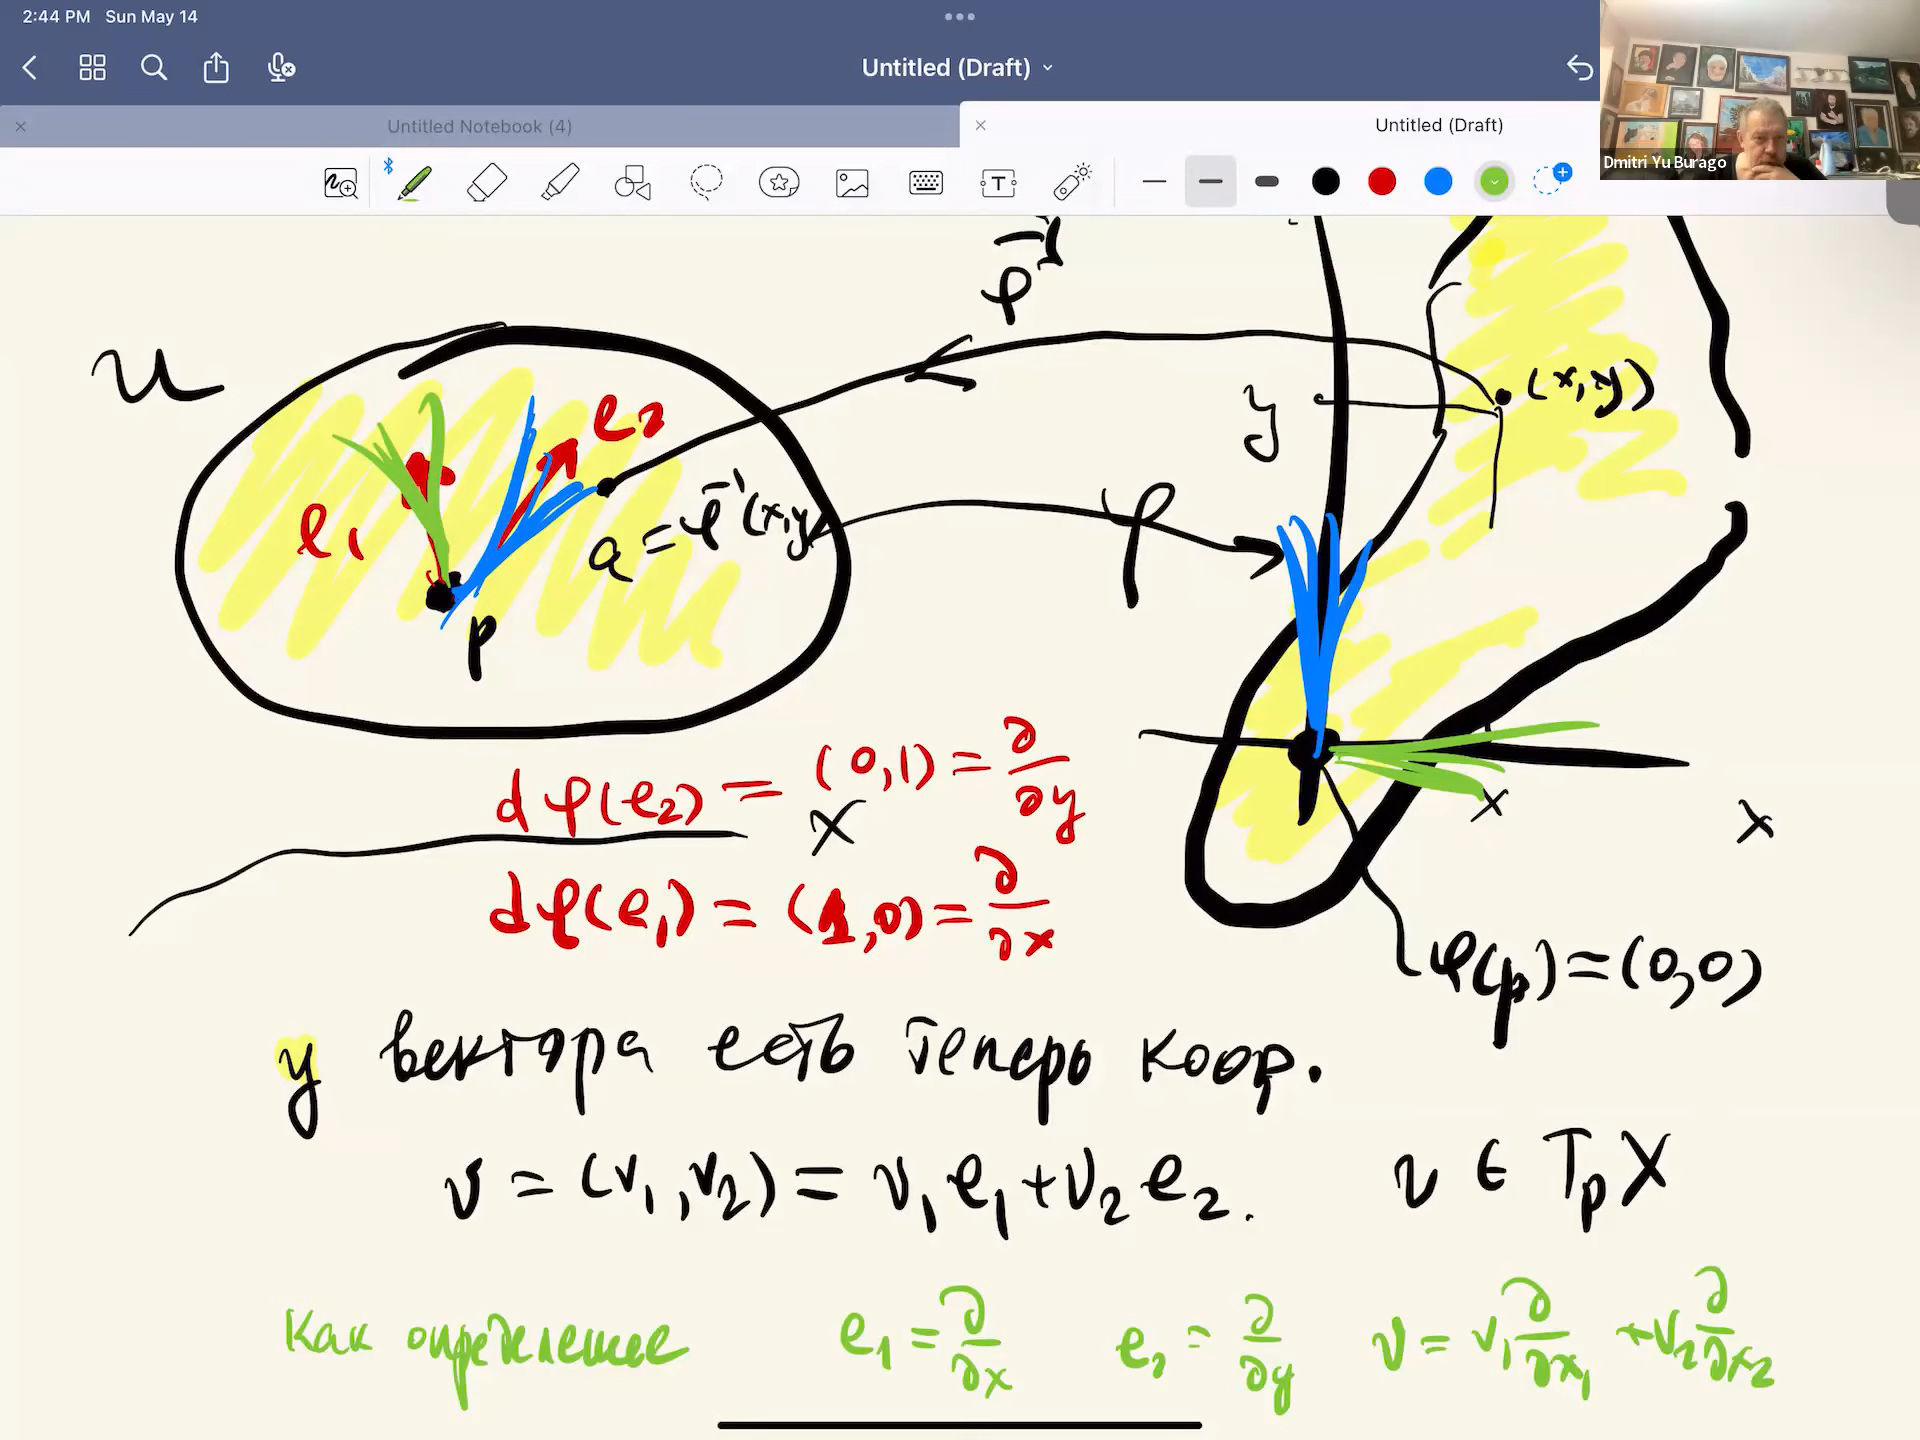 2:44 PM Sun May 14
Untitled (Draft)
Untitled Notebook (4)
Untitled (Draft)
Dmitri Yu Burago
φ⁻¹
U
e₂
y
(x,y)
e₁
a = φ⁻¹(x,y)
φ
p
dφ(e₂) = (0,1) = ∂/∂y
X
x
x
dφ(e₁) = (1,0) = ∂/∂x
φ(p) = (0,0)
у вектора есть теперь коор.
v = (v₁, v₂) = v₁e₁ + v₂e₂. v ∈ TₚX
Как определение e₁ = ∂/∂x e₂ = ∂/∂y v = v₁ ∂/∂x₁ + v₂ ∂/∂x₂